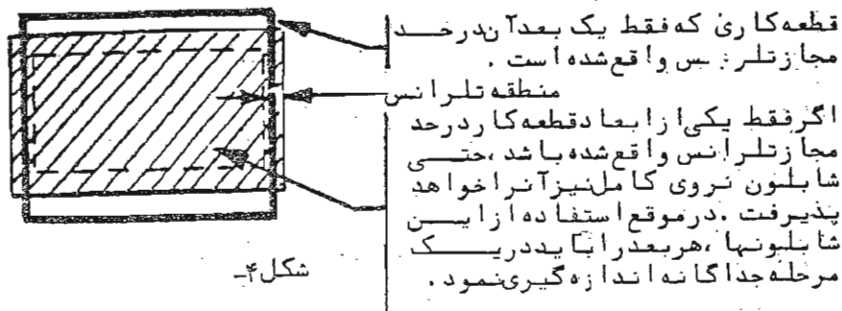 قطعه‌کاری که فقط یک بعد آن در حد
مجاز تلرانس واقع شده است .
منطقه تلرانس
اگر فقط یکی از ابعاد قطعه کار در حد
مجاز تلرانس واقع شده باشد ، حتی
شابلون نروی کامل نیز آنرا خواهد
پذیرفت . در موقع استفاده از این
شابلونها ، هر بعد را باید در یک
مرحله جداگانه اندازه گیری نمود .
شکل ۴-